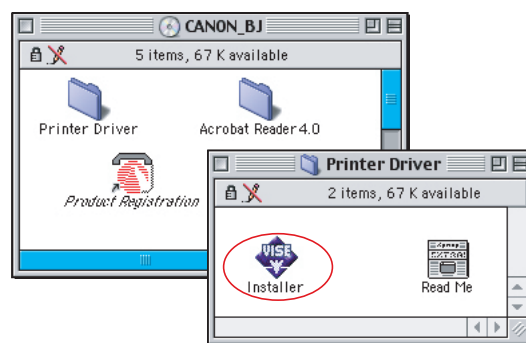 CANON_BJ
5 items, 67 K available
Printer Driver
Acrobat Reader 4.0
Product Registration
Printer Driver
2 items, 67 K available
VISE
EXTRA!
Installer
Read Me